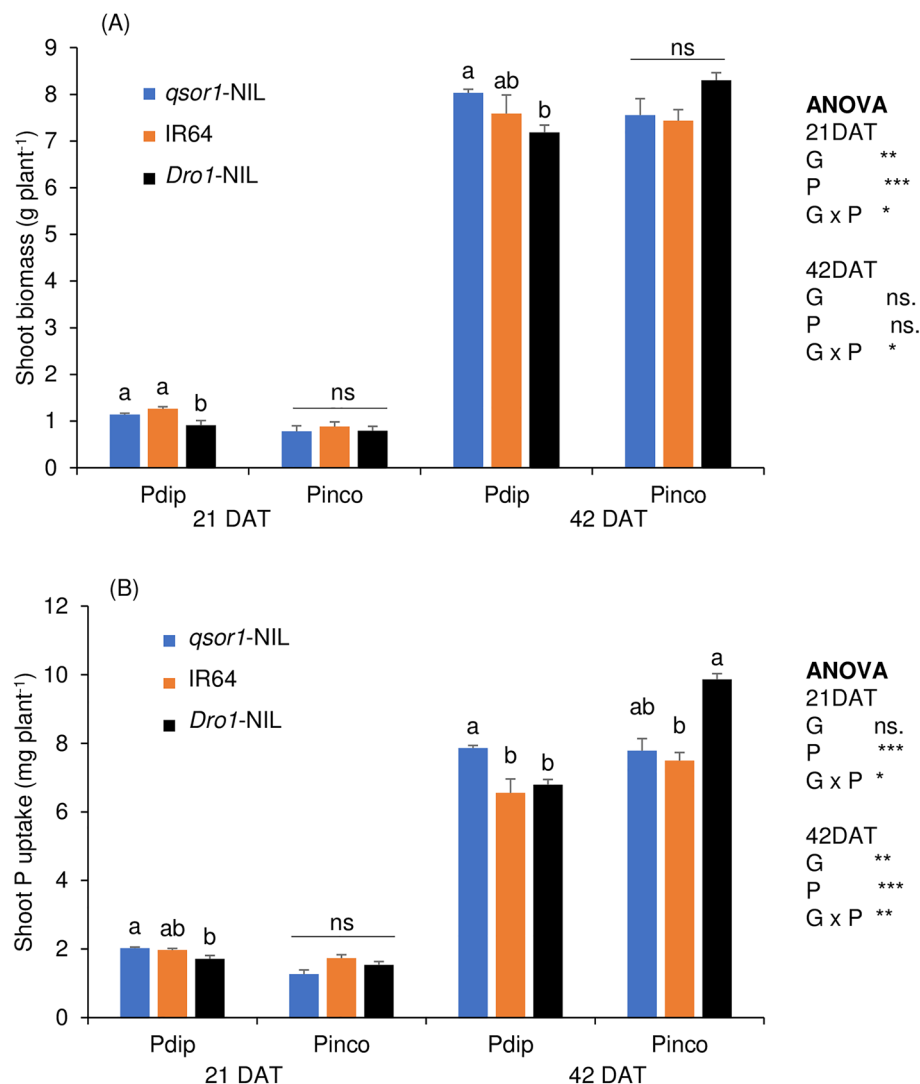 (A)
9
8
7
6
5
4
3
2
1
0
Shoot biomass (g plant⁻¹)
qsor1-NIL
IR64
Dro1-NIL
a a b
ns
a ab b
ns
Pdip Pinco Pdip Pinco
21 DAT 42 DAT
ANOVA
21DAT
G **
P ***
G x P *
42DAT
G ns.
P ns.
G x P *
(B)
12
10
8
6
4
2
0
Shoot P uptake (mg plant⁻¹)
qsor1-NIL
IR64
Dro1-NIL
a ab b
ns
a b b
ab b a
Pdip Pinco Pdip Pinco
21 DAT 42 DAT
ANOVA
21DAT
G ns.
P ***
G x P *
42DAT
G **
P ***
G x P **